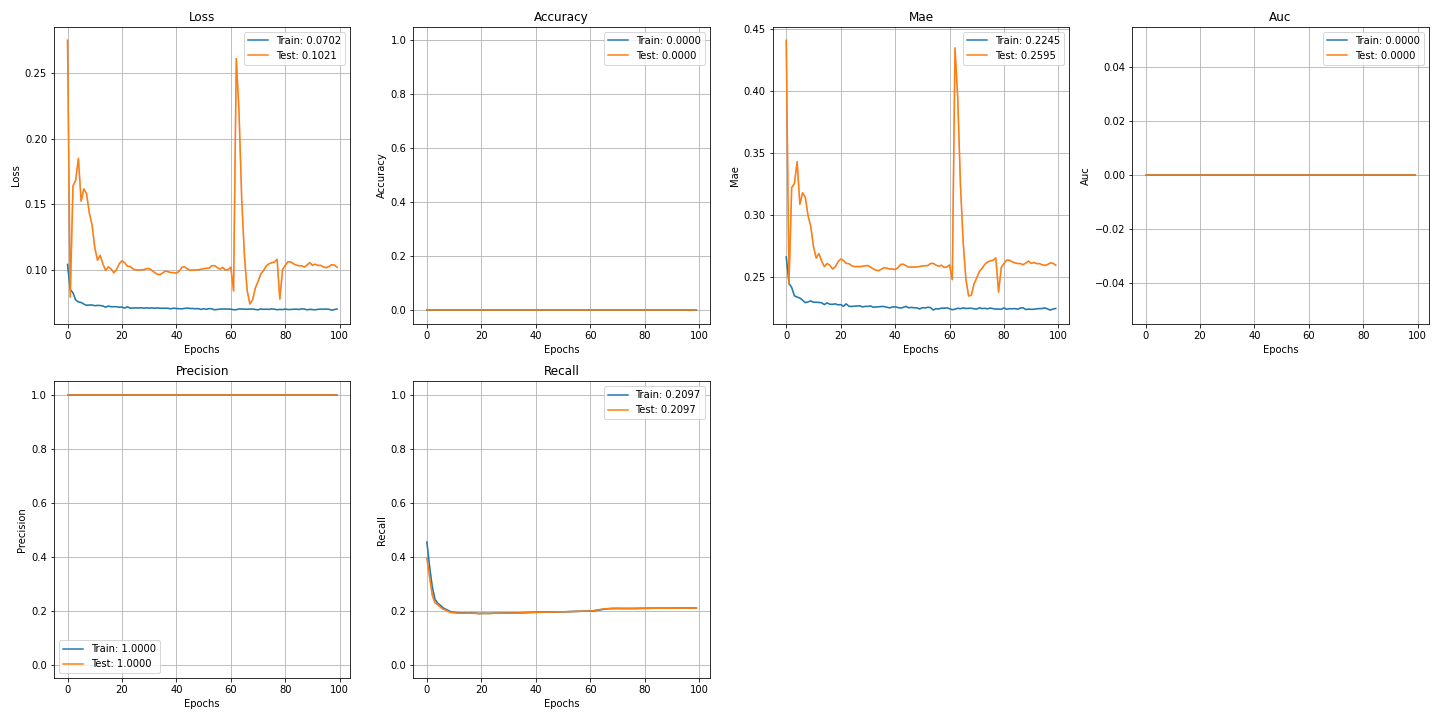 Loss
Train: 0.0702
Test: 0.1021
0.25
0.20
0.15
0.10
Loss
0 20 40 60 80 100
Epochs
Accuracy
Train: 0.0000
Test: 0.0000
1.0
0.8
0.6
0.4
0.2
0.0
Accuracy
0 20 40 60 80 100
Epochs
Mae
Train: 0.2245
Test: 0.2595
0.45
0.40
0.35
0.30
0.25
Mae
0 20 40 60 80 100
Epochs
Auc
Train: 0.0000
Test: 0.0000
0.04
0.02
0.00
−0.02
−0.04
Auc
0 20 40 60 80 100
Epochs
Precision
1.0
0.8
0.6
0.4
0.2
0.0
Precision
Train: 1.0000
Test: 1.0000
0 20 40 60 80 100
Epochs
Recall
Train: 0.2097
Test: 0.2097
1.0
0.8
0.6
0.4
0.2
0.0
Recall
0 20 40 60 80 100
Epochs